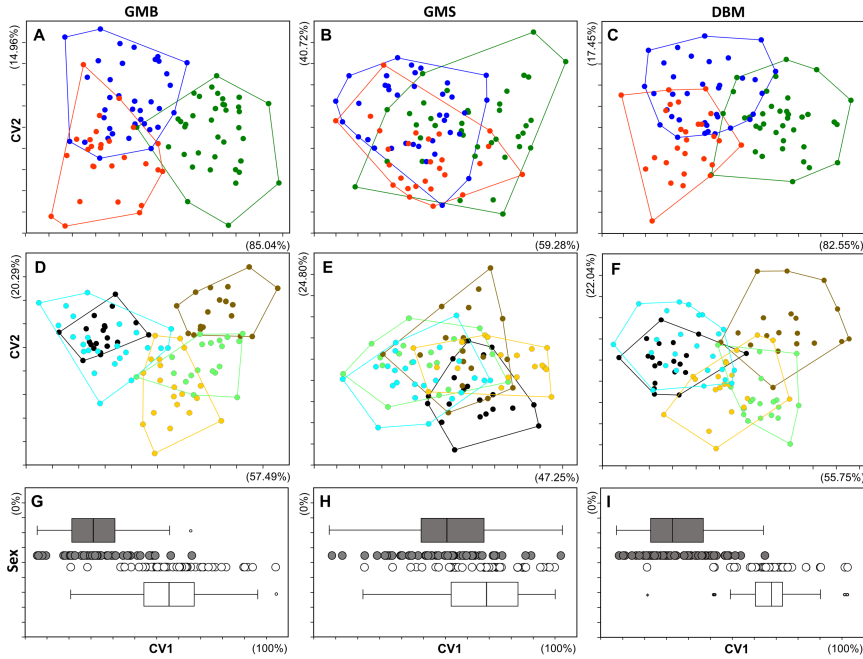 GMB GMS DBM
A B C
(14.96%) (40.72%) (17.45%)
CV2
(85.04%) (59.28%) (82.55%)
D E F
(20.29%) (24.80%) (22.04%)
CV2
(57.49%) (47.25%) (55.75%)
G H I
(0%) (0%) (0%)
Sex
CV1 (100%) CV1 (100%) CV1 (100%)